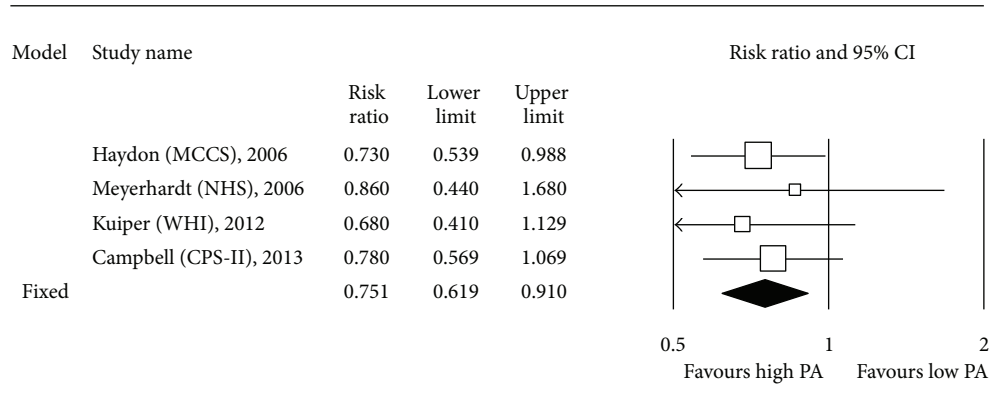 Model Study name Risk ratio and 95% CI
Risk ratio Lower limit Upper limit
Haydon (MCCS), 2006 0.730 0.539 0.988
Meyerhardt (NHS), 2006 0.860 0.440 1.680
Kuiper (WHI), 2012 0.680 0.410 1.129
Campbell (CPS-II), 2013 0.780 0.569 1.069
Fixed 0.751 0.619 0.910
0.5 1 2
Favours high PA Favours low PA